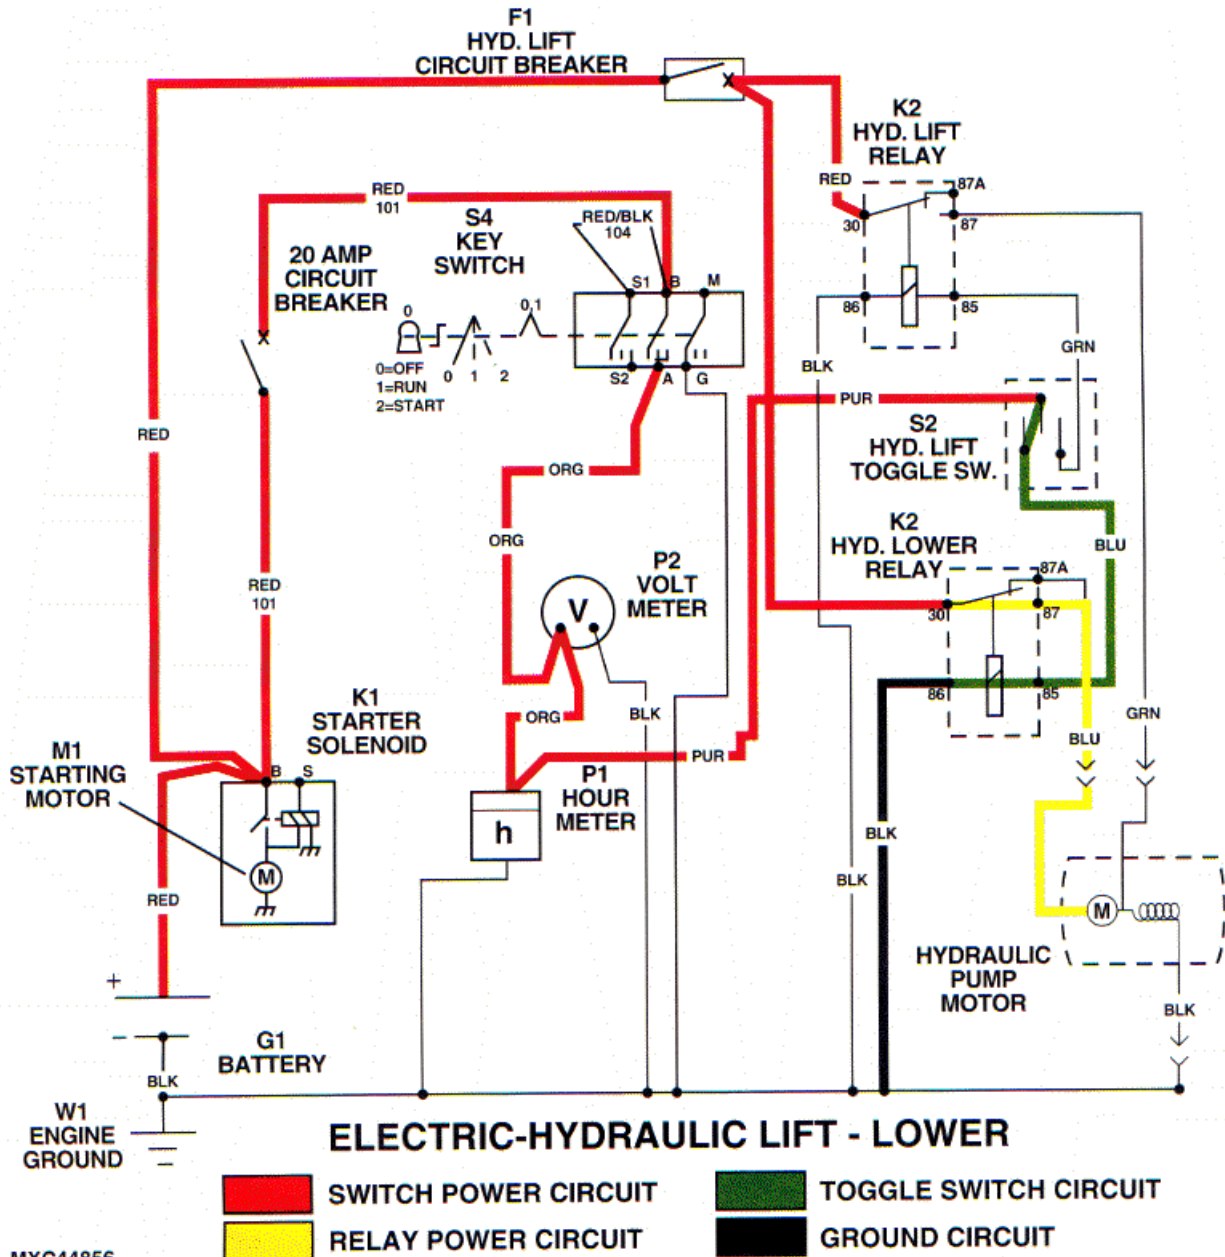 F1
HYD. LIFT
CIRCUIT BREAKER
K2
HYD. LIFT
RELAY
RED
87A
30
87
86
85
RED
101
S4
KEY
SWITCH
RED/BLK
104
20 AMP
CIRCUIT
BREAKER
S1
B
M
0
0,1
0=OFF
1=RUN
2=START
0
1
2
S2
A
G
BLK
GRN
PUR
S2
HYD. LIFT
TOGGLE SW.
RED
ORG
ORG
K2
HYD. LOWER
RELAY
BLU
87A
30
87
86
85
P2
VOLT
METER
V
RED
101
K1
STARTER
SOLENOID
ORG
BLK
GRN
BLU
PUR
M1
STARTING
MOTOR
B
S
P1
HOUR
METER
h
M
BLK
BLK
RED
M
HYDRAULIC
PUMP
MOTOR
BLK
+
−
G1
BATTERY
BLK
W1
ENGINE
GROUND
ELECTRIC-HYDRAULIC LIFT - LOWER
SWITCH POWER CIRCUIT
TOGGLE SWITCH CIRCUIT
RELAY POWER CIRCUIT
GROUND CIRCUIT